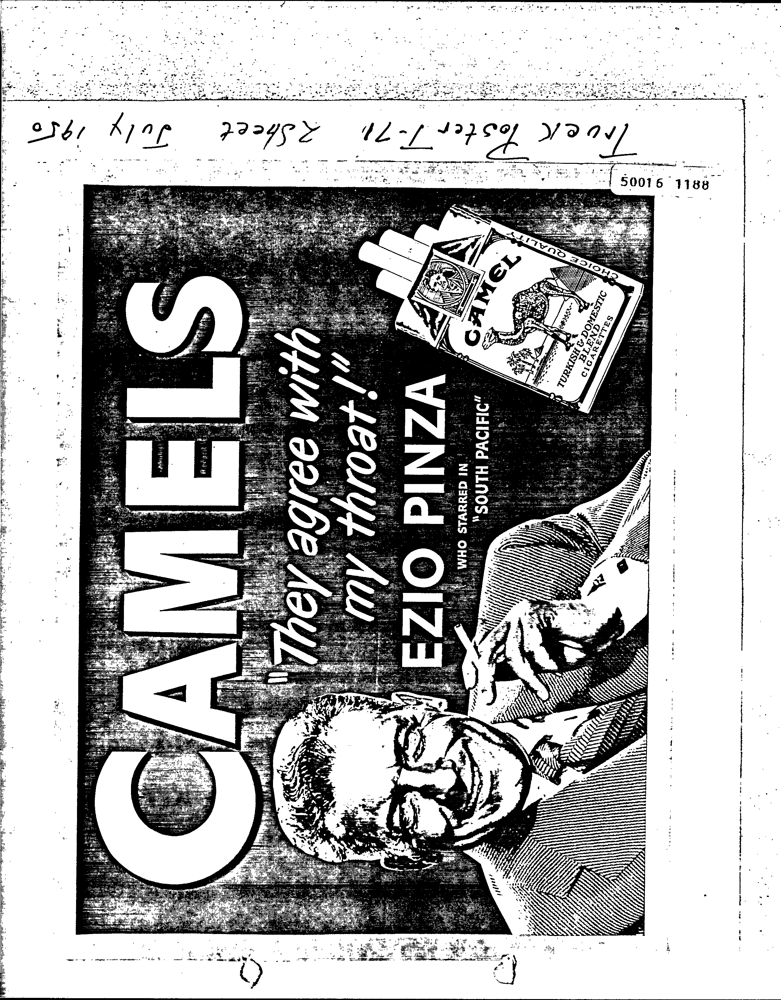 Truck Poster T-71 2 Sheet July 1950
50016 1188
CAMELS
"They agree with
my throat!"
EZIO PINZA
WHO STARRED IN
"SOUTH PACIFIC"
CHOICE QUALITY
CAMEL
TURKISH & DOMESTIC
BLEND
CIGARETTES